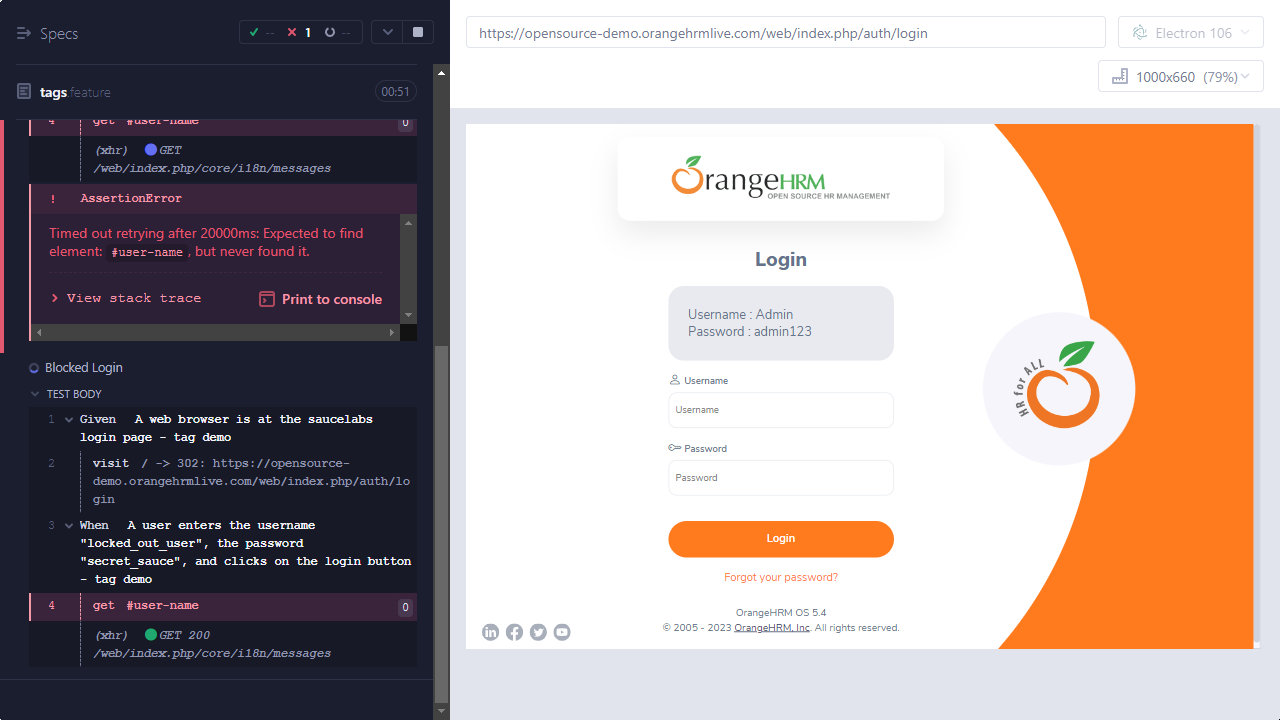 Specs
-- 1 --
tags.feature
00:51
4 get #user-name 0
(xhr) GET
/web/index.php/core/i18n/messages
! AssertionError
Timed out retrying after 20000ms: Expected to find
element: #user-name, but never found it.
View stack trace
Print to console
Blocked Login
TEST BODY
1 Given A web browser is at the saucelabs
login page - tag demo
2 visit / -> 302: https://opensource-
demo.orangehrmlive.com/web/index.php/auth/lo
gin
3 When A user enters the username
"locked_out_user", the password
"secret_sauce", and clicks on the login button
- tag demo
4 get #user-name 0
(xhr) GET 200
/web/index.php/core/i18n/messages
https://opensource-demo.orangehrmlive.com/web/index.php/auth/login
Electron 106
1000x660 (79%)
OrangeHRM
OPEN SOURCE HR MANAGEMENT
Login
Username : Admin
Password : admin123
Username
Username
Password
Password
Login
Forgot your password?
OrangeHRM OS 5.4
© 2005 - 2023 OrangeHRM, Inc. All rights reserved.
HR for ALL